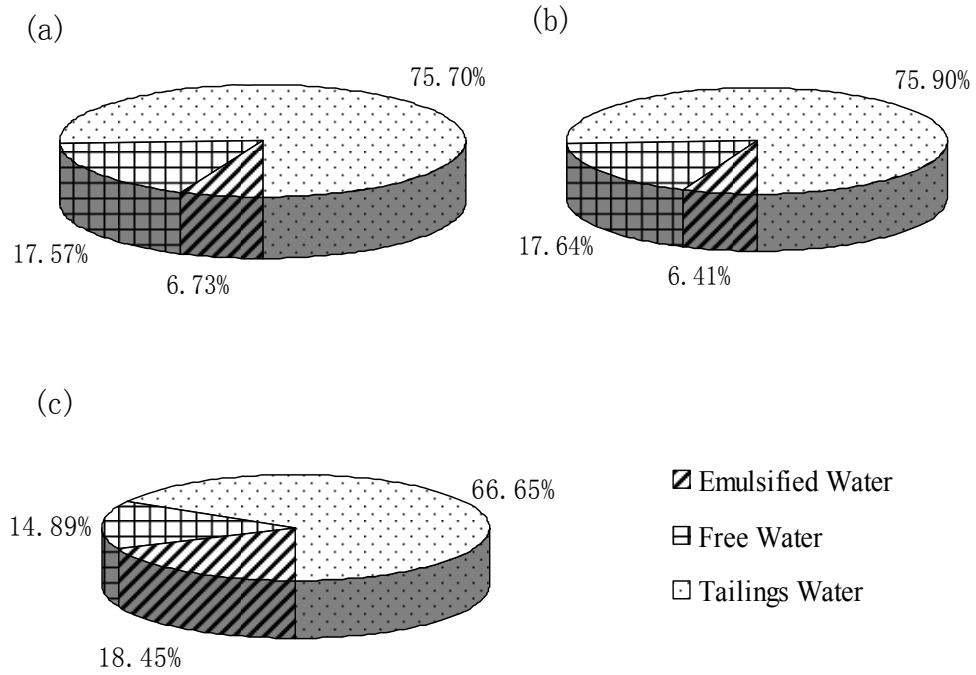 (a)
75.70%
17.57%
6.73%
(b)
75.90%
17.64%
6.41%
(c)
66.65%
14.89%
18.45%
Emulsified Water
Free Water
Tailings Water